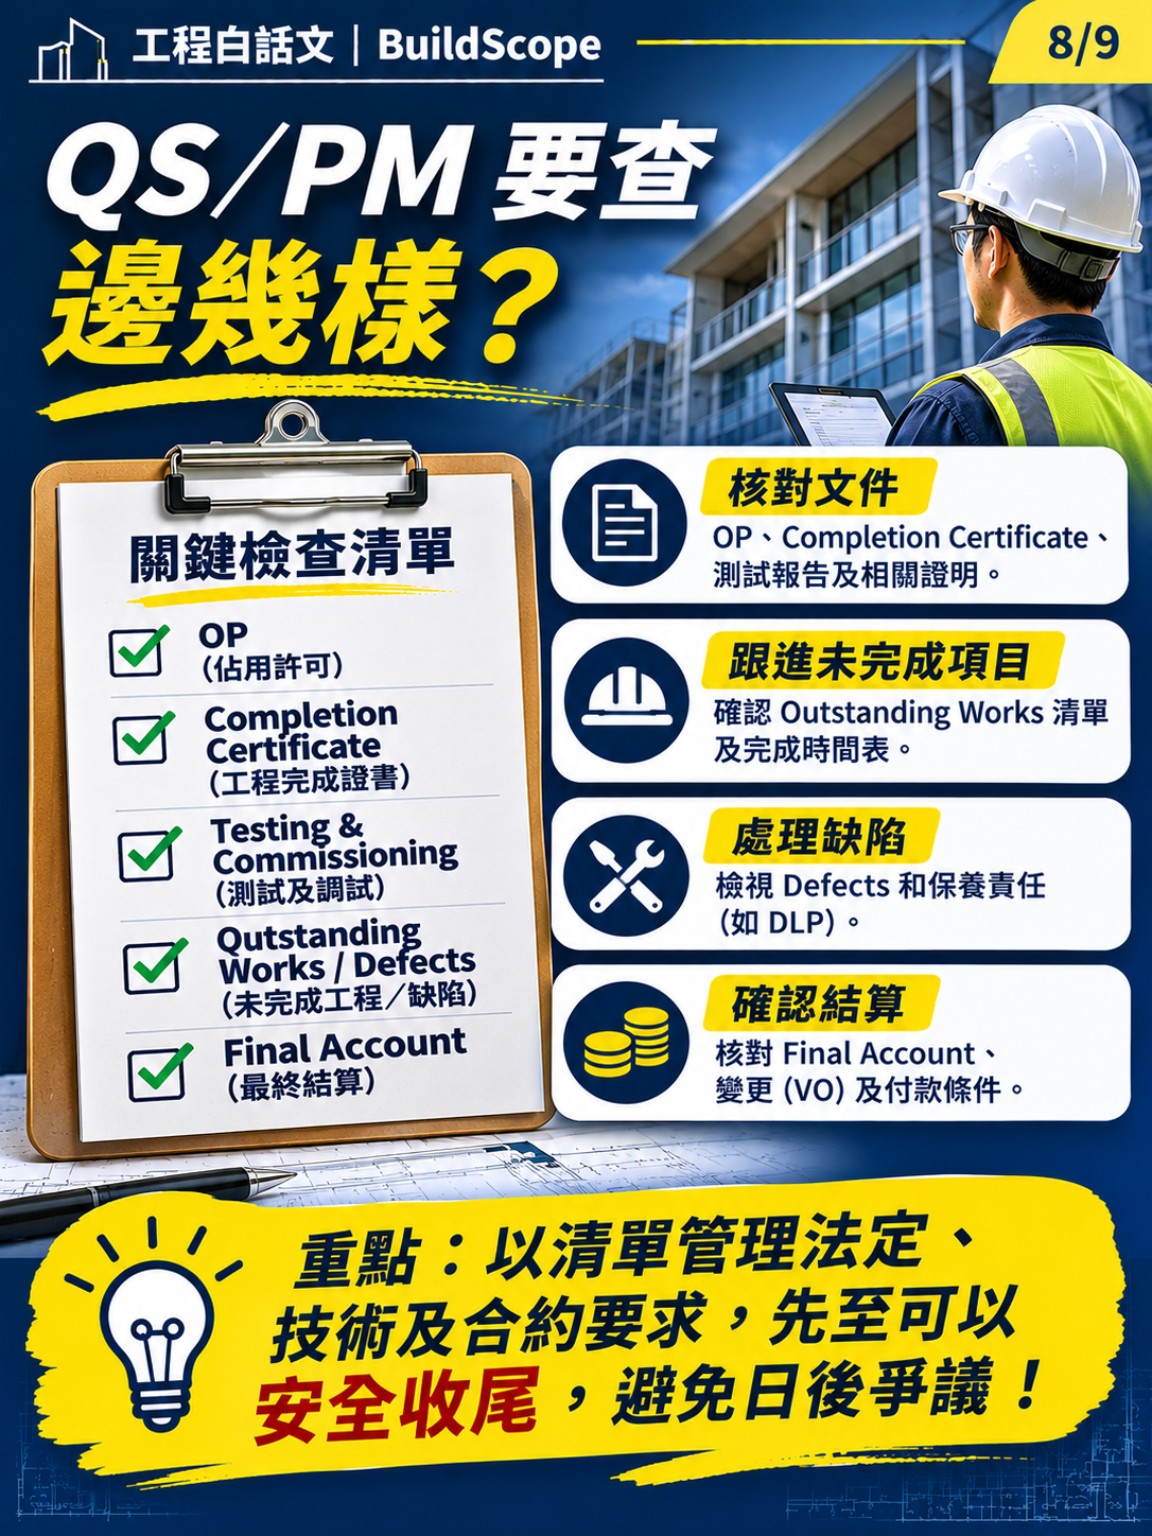 工程白話文 | BuildScope
8/9
QS/PM 要查
邊幾樣？
關鍵檢查清單
OP
（佔用許可）
Completion
Certificate
（工程完成證書）
Testing &
Commissioning
（測試及調試）
Qutstanding
Works / Defects
（未完成工程／缺陷）
Final Account
（最終結算）
核對文件
OP、Completion Certificate、
測試報告及相關證明。
跟進未完成項目
確認 Outstanding Works 清單
及完成時間表。
處理缺陷
檢視 Defects 和保養責任
（如 DLP）。
確認結算
核對 Final Account、
變更 (VO) 及付款條件。
重點：以清單管理法定、
技術及合約要求，先至可以
安全收尾，避免日後爭議！